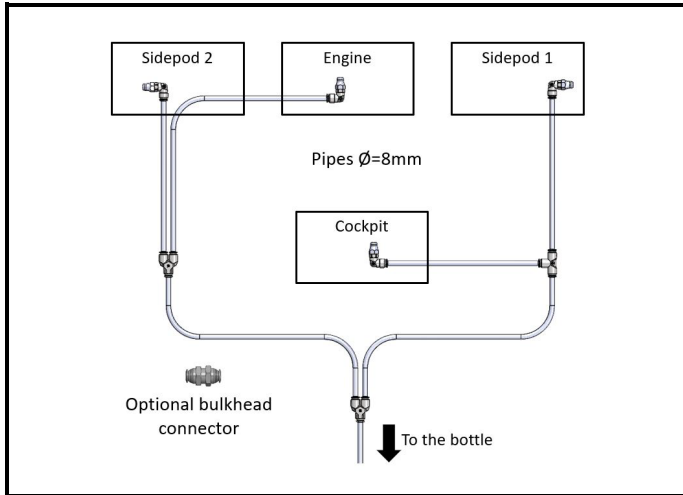 Sidepod 2
Engine
Sidepod 1
Pipes Ø=8mm
Cockpit
Optional bulkhead
connector
To the bottle